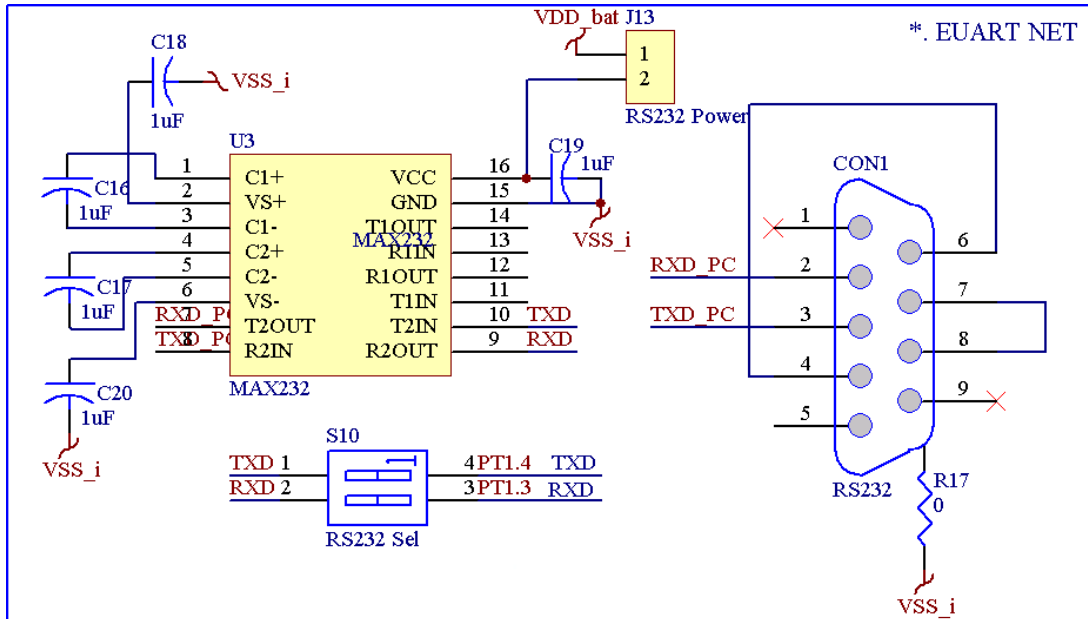 *. EUART NET
VDD_bat J13
1
2
RS232 Power
C18
VSS_i
1uF
U3
C16
1uF
C17
1uF
C20
1uF
VSS_i
1 C1+
2 VS+
3 C1-
4 C2+
5 C2-
6 VS-
RXD_PC 7 T2OUT
TXD_PC 8 R2IN
VCC 16
GND 15
T1OUT 14
MAX232
R1IN 13
R1OUT 12
T1IN 11
T2IN 10 TXD
R2OUT 9 RXD
MAX232
C19
1uF
VSS_i
CON1
1
RXD_PC 2
TXD_PC 3
4
5
6
7
8
9
RS232
R17
0
VSS_i
S10
TXD 1 4 PT1.4 TXD
RXD 2 3 PT1.3 RXD
RS232 Sel